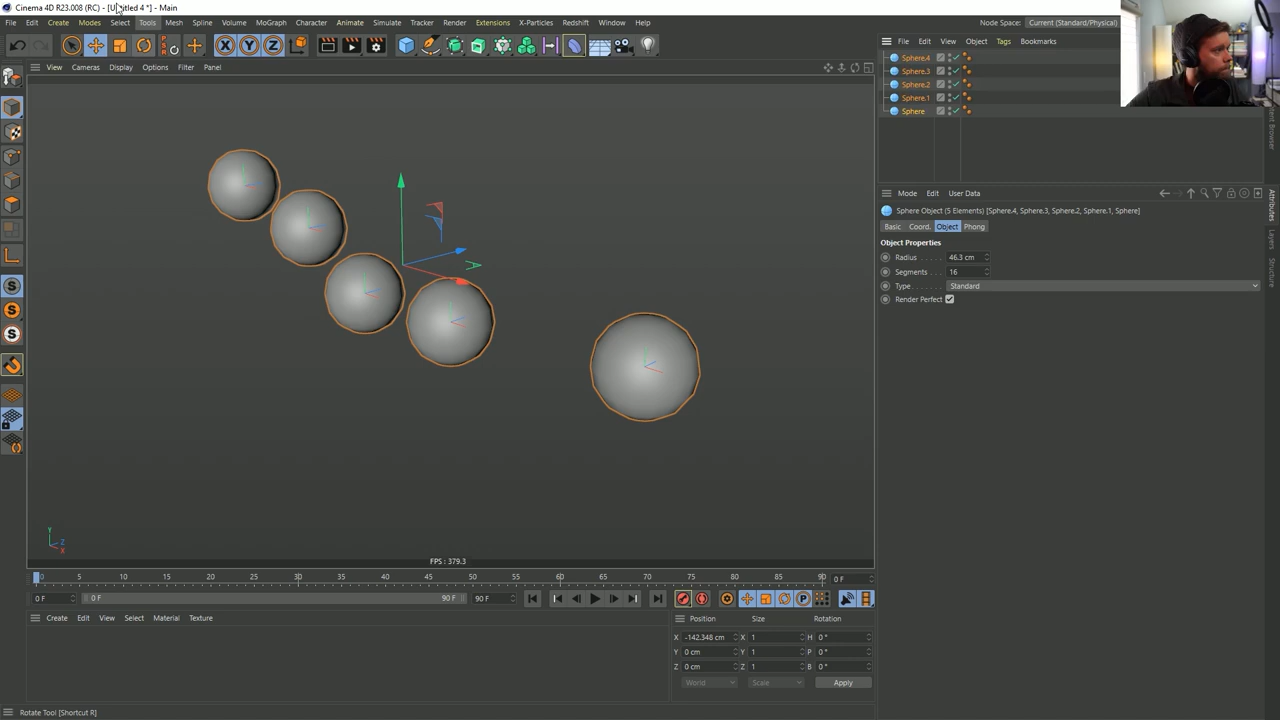 Cinema 4D R23.008 (RC) - [Untitled 4 *] - Main
File Edit Create Modes Select Tools Mesh Spline Volume MoGraph Character Animate Simulate Tracker Render Extensions X-Particles Redshift Window Help
Node Space: Current (Standard/Physical)
File Edit View Object Tags Bookmarks
View Cameras Display Options Filter Panel
X Y Z
Sphere.4
Sphere.3
Sphere.2
Sphere.1
Sphere
Mode Edit User Data
Sphere Object (5 Elements) [Sphere.4, Sphere.3, Sphere.2, Sphere.1, Sphere]
Basic Coord. Object Phong
Object Properties
Radius . . . . . 46.3 cm
Segments . . . 16
Type . . . . . . . Standard
Render Perfect
Content Browser
Attributes
Layers
Structure
Y
Z
X
FPS : 379.3
0 5 10 15 20 25 30 35 40 45 50 55 60 65 70 75 80 85 90 0 F
0 F 0 F 90 F 90 F
Create Edit View Select Material Texture
Position Size Rotation
X -142.348 cm X 1 H 0 °
Y 0 cm Y 1 P 0 °
Z 0 cm Z 1 B 0 °
World Scale Apply
Rotate Tool [Shortcut R]